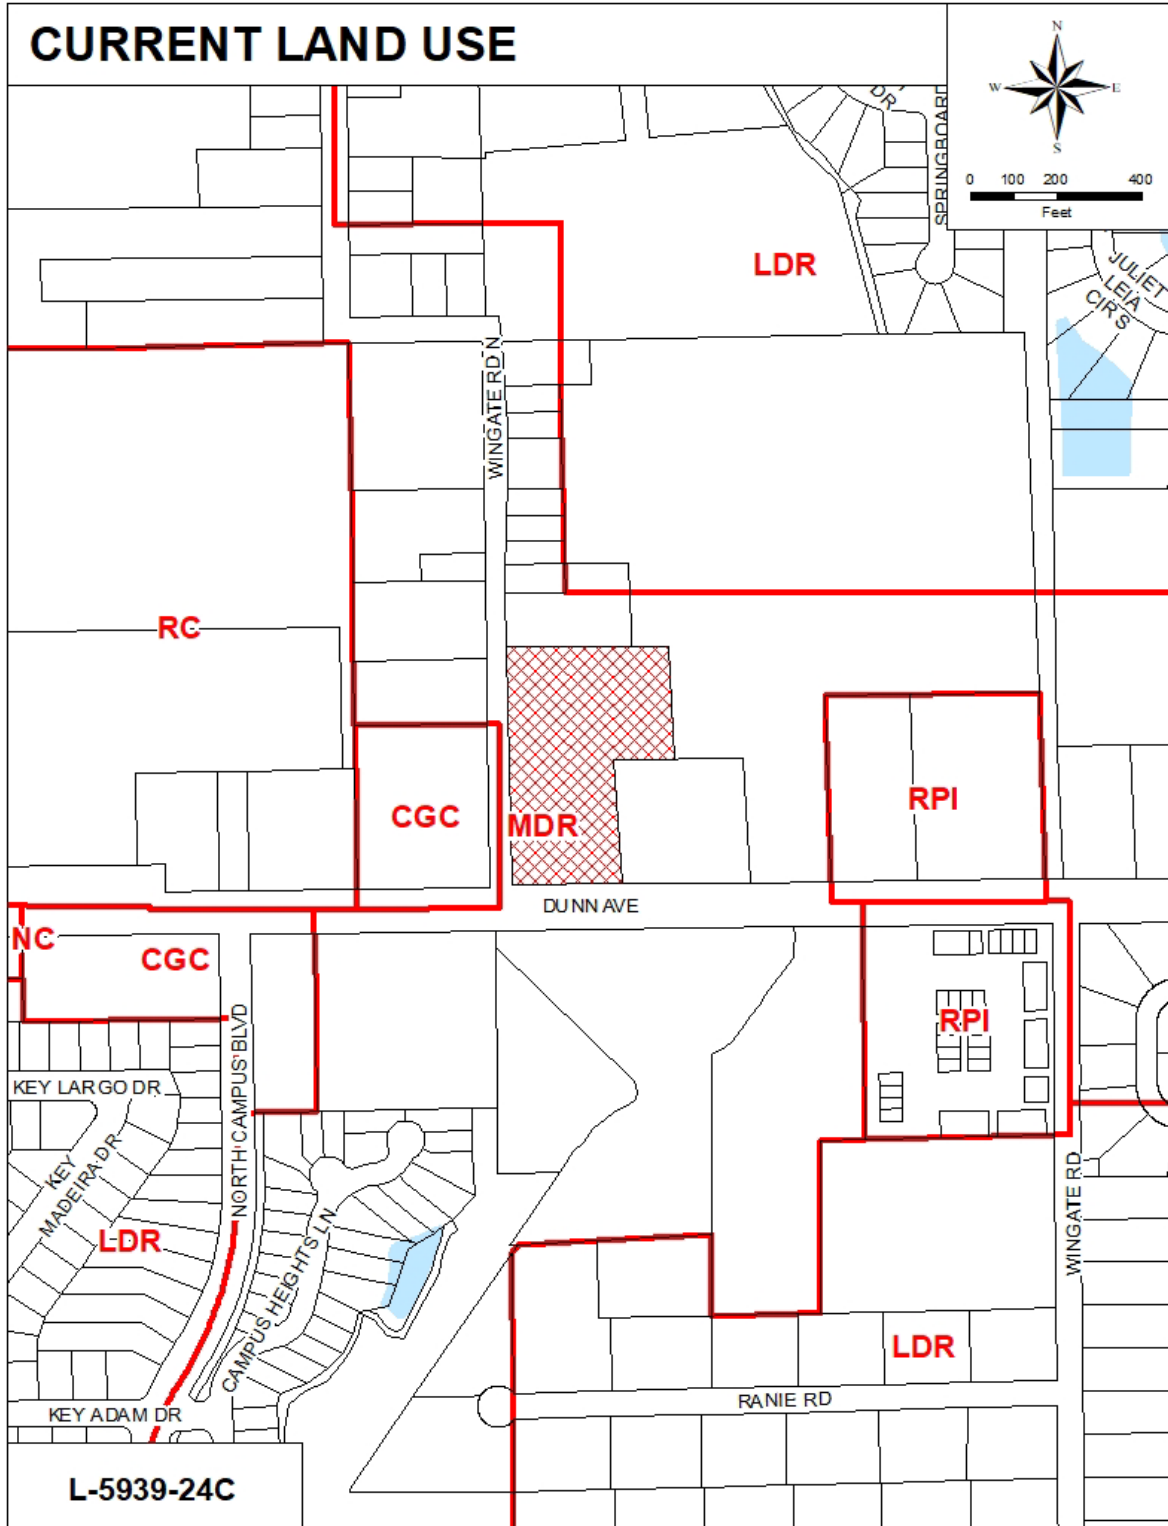 CURRENT LAND USE
N
W
E
S
0 100 200 400
Feet
DR
SPRINGBOARD
LDR
JULIET
LEIA
CIR S
WINGATE RD N
RC
CGC
MDR
RPI
DUNN AVE
NC
CGC
RPI
NORTH CAMPUS BLVD
KEY LARGO DR
KEY
MADEIRA DR
LDR
CAMPUS HEIGHTS LN
WINGATE RD
LDR
RANIE RD
KEY ADAM DR
L-5939-24C